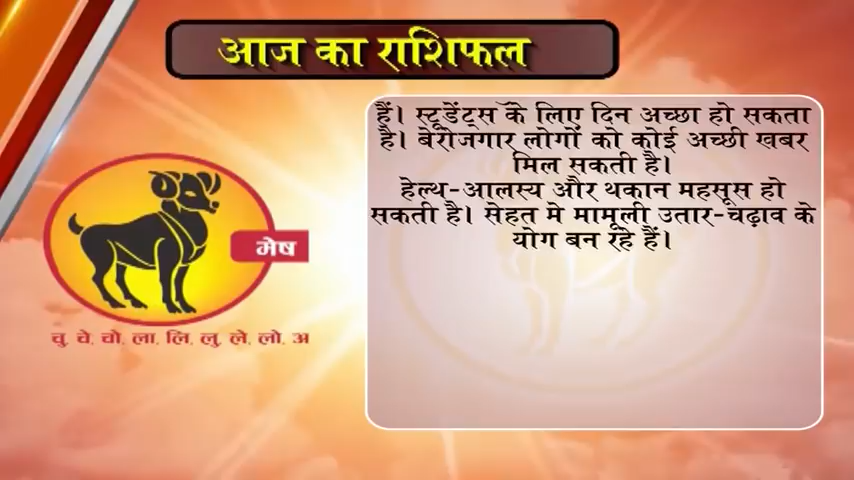 आज का राशिफल
हैं। स्टूडेंट्स के लिए दिन अच्छा हो सकता
है। बेरोजगार लोगों को कोई अच्छी खबर
मिल सकती है।
हेल्थ-आलस्य और थकान महसूस हो
सकती है। सेहत मे मामूली उतार-चढ़ाव के
योग बन रहे हैं।
मेष
चु, चे, चो, ला, लि, लु, ले, लो, अ